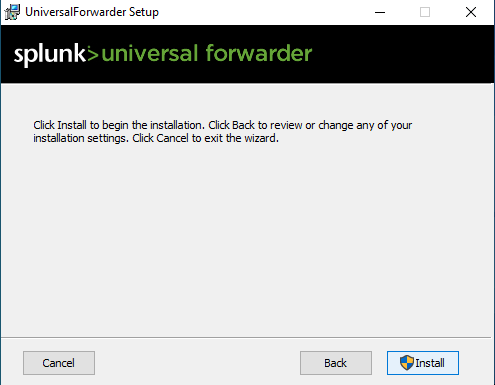 UniversalForwarder Setup
splunk>universal forwarder
Click Install to begin the installation. Click Back to review or change any of your
installation settings. Click Cancel to exit the wizard.
Cancel
Back
Install